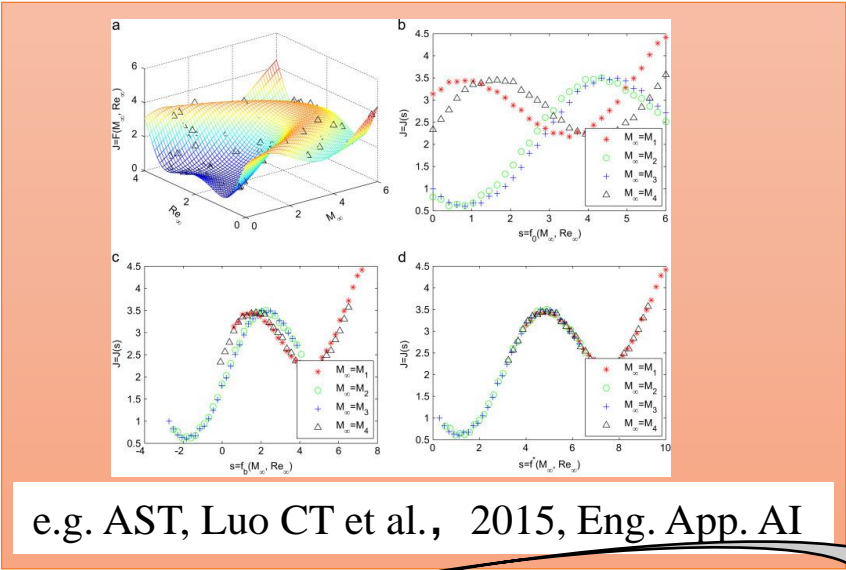 a
6
4
2
0
J=F(M∞, Re∞)
4
2
0
Re∞
0
2
4
6
M∞
b
4.5
4
3.5
3
2.5
2
1.5
1
0.5
J=J(s)
M∞=M1
M∞=M2
M∞=M3
M∞=M4
0 1 2 3 4 5 6
s=f0(M∞, Re∞)
c
4.5
4
3.5
3
2.5
2
1.5
1
0.5
J=J(s)
M∞=M1
M∞=M2
M∞=M3
M∞=M4
-4 -2 0 2 4 6 8
s=fb(M∞, Re∞)
d
4.5
4
3.5
3
2.5
2
1.5
1
0.5
J=J(s)
M∞=M1
M∞=M2
M∞=M3
M∞=M4
0 2 4 6 8 10
s=f*(M∞, Re∞)
e.g. AST, Luo CT et al.，2015, Eng. App. AI